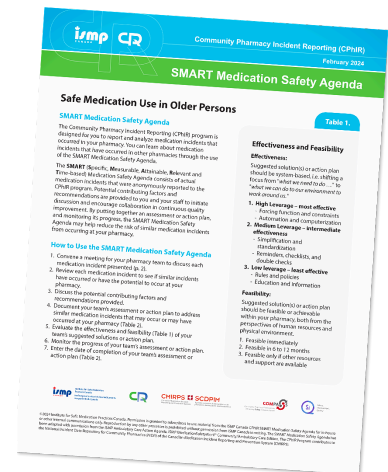 ismp
CANADA
CR
Community Pharmacy Incident Reporting (CPhIR)
February 2024
SMART Medication Safety Agenda
Safe Medication Use in Older Persons
SMART Medication Safety Agenda
The Community Pharmacy Incident Reporting (CPhIR) program is
designed for you to report and analyze medication incidents that
occurred in your pharmacy. You can learn about medication
incidents that have occurred in other pharmacies through the use
of the SMART Medication Safety Agenda.
The SMART (Specific, Measurable, Attainable, Relevant and
Time-based) Medication Safety Agenda consists of actual
medication incidents that were anonymously reported to the
CPhIR program. Potential contributing factors and
recommendations are provided to you and your staff to initiate
discussion and encourage collaboration in continuous quality
improvement. By putting together an assessment or action plan,
and monitoring its progress, the SMART Medication Safety
Agenda may help reduce the risk of similar medication incidents
from occurring at your pharmacy.
How to Use the SMART Medication Safety Agenda
1. Convene a meeting for your pharmacy team to discuss each
medication incident presented (p. 2).
2. Review each medication incident to see if similar incidents
have occurred or have the potential to occur at your
pharmacy.
3. Discuss the potential contributing factors and
recommendations provided.
4. Document your team's assessment or action plan to address
similar medication incidents that may occur or may have
occurred at your pharmacy (Table 2).
5. Evaluate the effectiveness and feasibility (Table 1) of your
team's suggested solutions or action plan.
6. Monitor the progress of your team's assessment or action plan.
7. Enter the date of completion of your team's assessment or
action plan (Table 2).
Table 1.
Effectiveness and Feasibility
Effectiveness:
Suggested solution(s) or action plan
should be system based, i.e. shifting a
focus from "what we need to do ..." to
"what we can do to our environment to
work around us."
1. High Leverage – most effective
- Forcing function and constraints
- Automation and computerization
2. Medium Leverage – intermediate
effectiveness
- Simplification and
standardization
- Reminders, checklists, and
double checks
3. Low leverage – least effective
- Rules and policies
- Education and information
Feasibility:
Suggested solution(s) or action plan
should be feasible or achievable
within your pharmacy, both from the
perspectives of human resources and
physical environment.
1. Feasible immediately
2. Feasible in 6 to 12 months
3. Feasible only if other resources
and support are available
ismp
CR
CHIRPS
SCDPIM
COMPASS